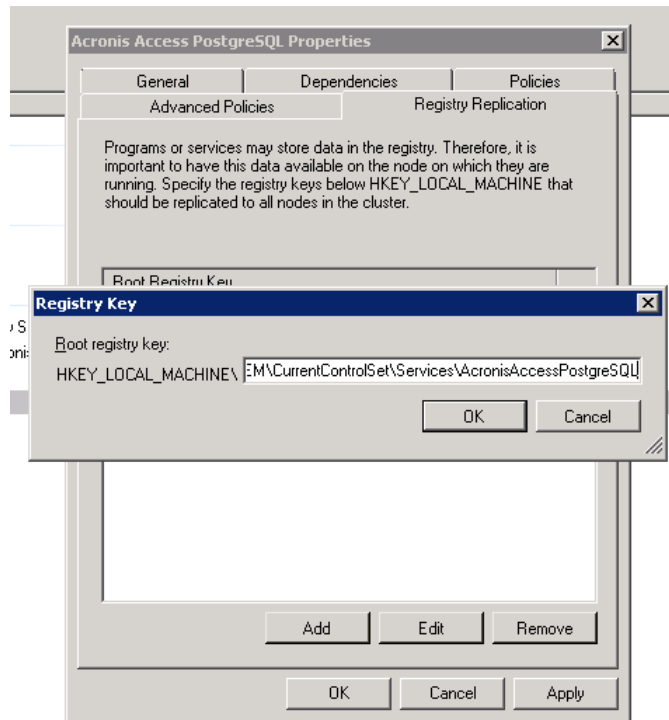 Acronis Access PostgreSQL Properties
General Dependencies Policies
Advanced Policies Registry Replication
Programs or services may store data in the registry. Therefore, it is
important to have this data available on the node on which they are
running. Specify the registry keys below HKEY_LOCAL_MACHINE that
should be replicated to all nodes in the cluster.
Root Registry Key
Registry Key
Root registry key:
HKEY_LOCAL_MACHINE\ EM\CurrentControlSet\Services\AcronisAccessPostgreSQL
OK Cancel
Add Edit Remove
OK Cancel Apply